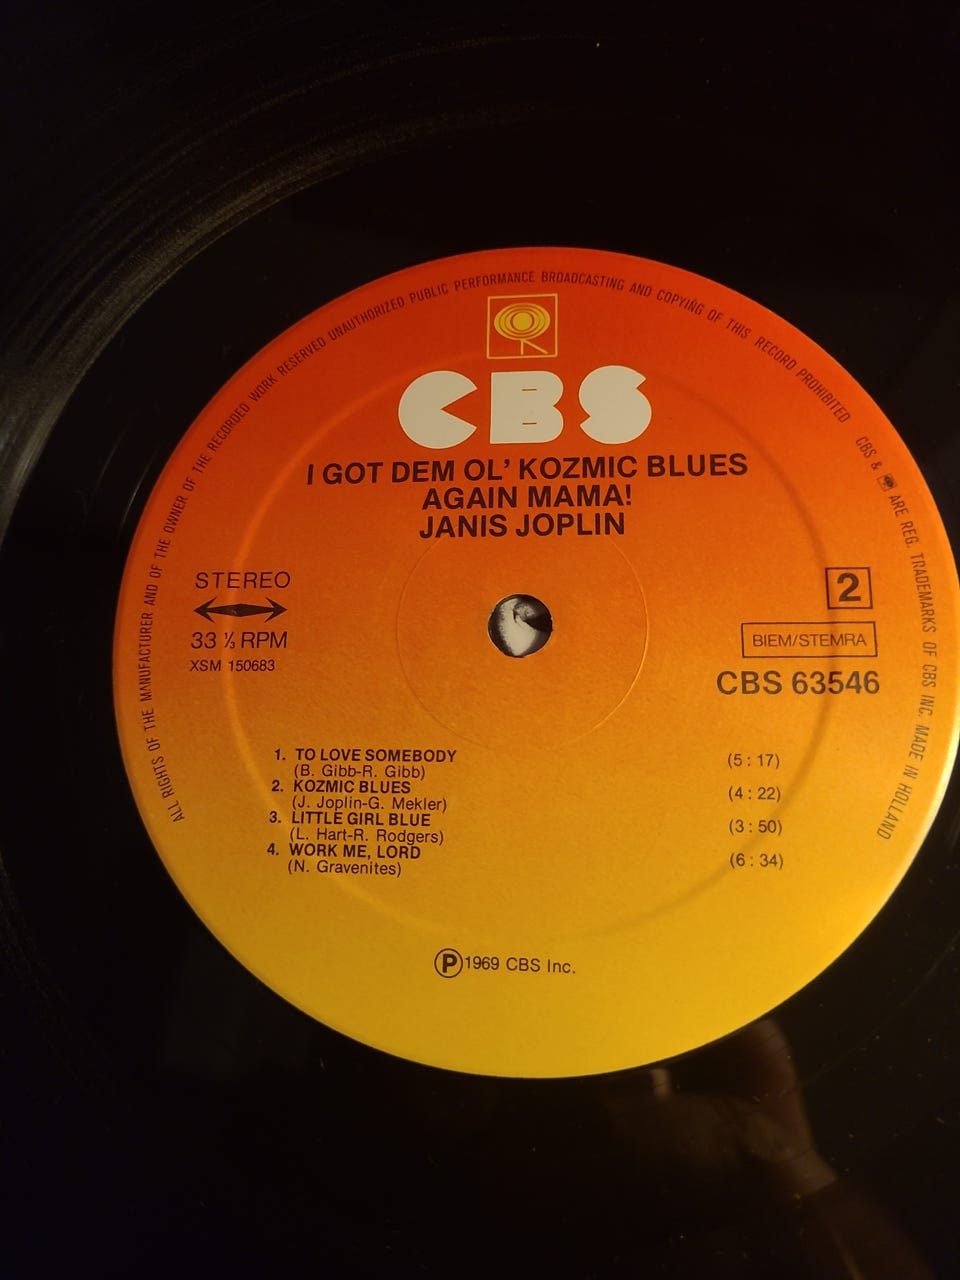 ALL RIGHTS OF THE MANUFACTURER AND OF THE OWNER OF THE RECORDED WORK RESERVED UNAUTHORIZED PUBLIC PERFORMANCE BROADCASTING AND COPYING OF THIS RECORD PROHIBITED CBS & ARE REG. TRADEMARKS OF CBS INC. MADE IN HOLLAND
CBS
I GOT DEM OL' KOZMIC BLUES
AGAIN MAMA!
JANIS JOPLIN
STEREO
33 ⅓ RPM
XSM 150683
2
BIEM/STEMRA
CBS 63546
1. TO LOVE SOMEBODY (5 : 17)
(B. Gibb-R. Gibb)
2. KOZMIC BLUES (4 : 22)
(J. Joplin-G. Mekler)
3. LITTLE GIRL BLUE (3 : 50)
(L. Hart-R. Rodgers)
4. WORK ME, LORD (6 : 34)
(N. Gravenites)
℗ 1969 CBS Inc.